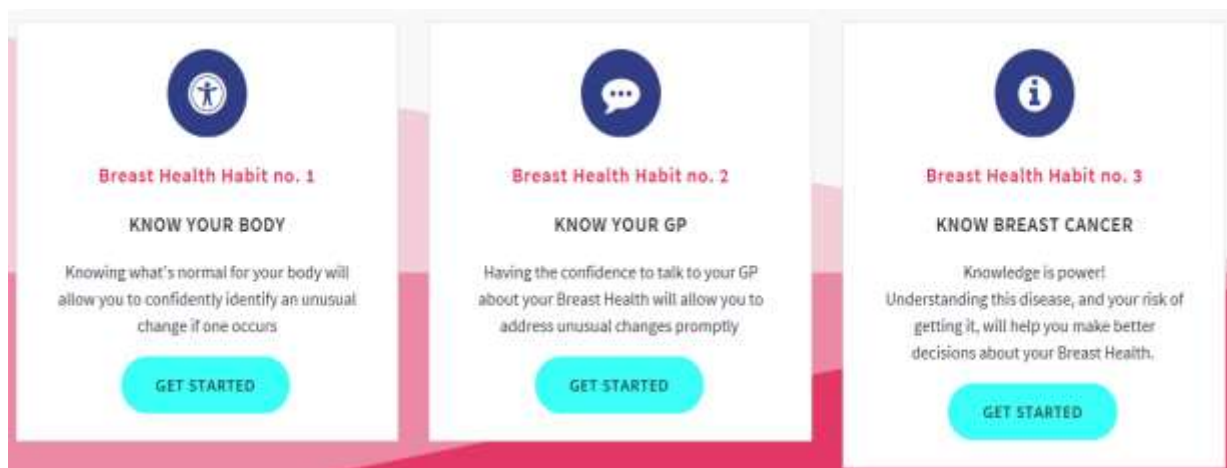 Breast Health Habit no. 1
KNOW YOUR BODY
Knowing what's normal for your body will
allow you to confidently identify an unusual
change if one occurs
GET STARTED
Breast Health Habit no. 2
KNOW YOUR GP
Having the confidence to talk to your GP
about your Breast Health will allow you to
address unusual changes promptly
GET STARTED
Breast Health Habit no. 3
KNOW BREAST CANCER
Knowledge is power!
Understanding this disease, and your risk of
getting it, will help you make better
decisions about your Breast Health.
GET STARTED